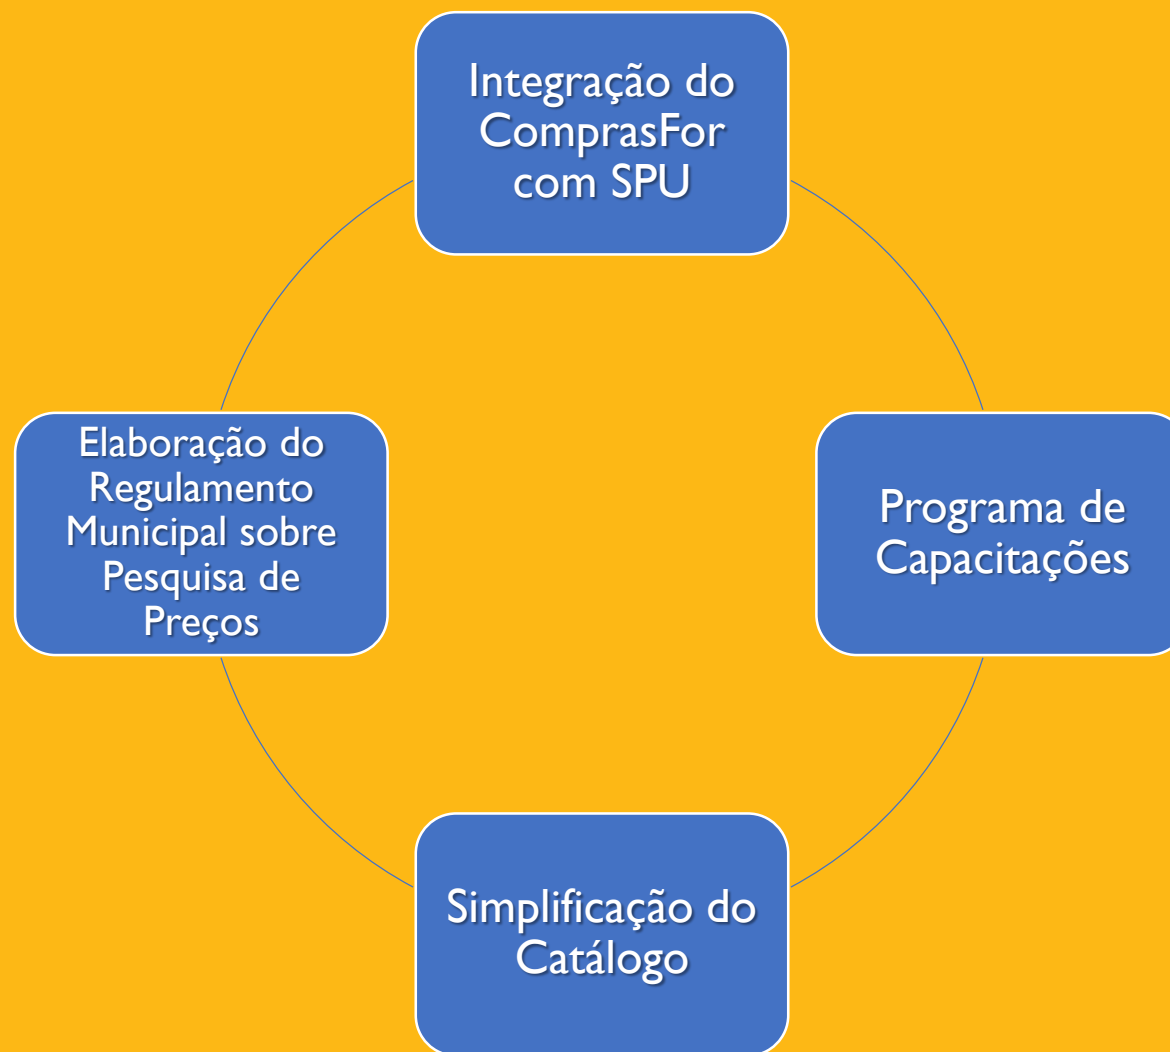 Integração do
ComprasFor
com SPU
Elaboração do
Regulamento
Municipal sobre
Pesquisa de
Preços
Programa de
Capacitações
Simplificação do
Catálogo